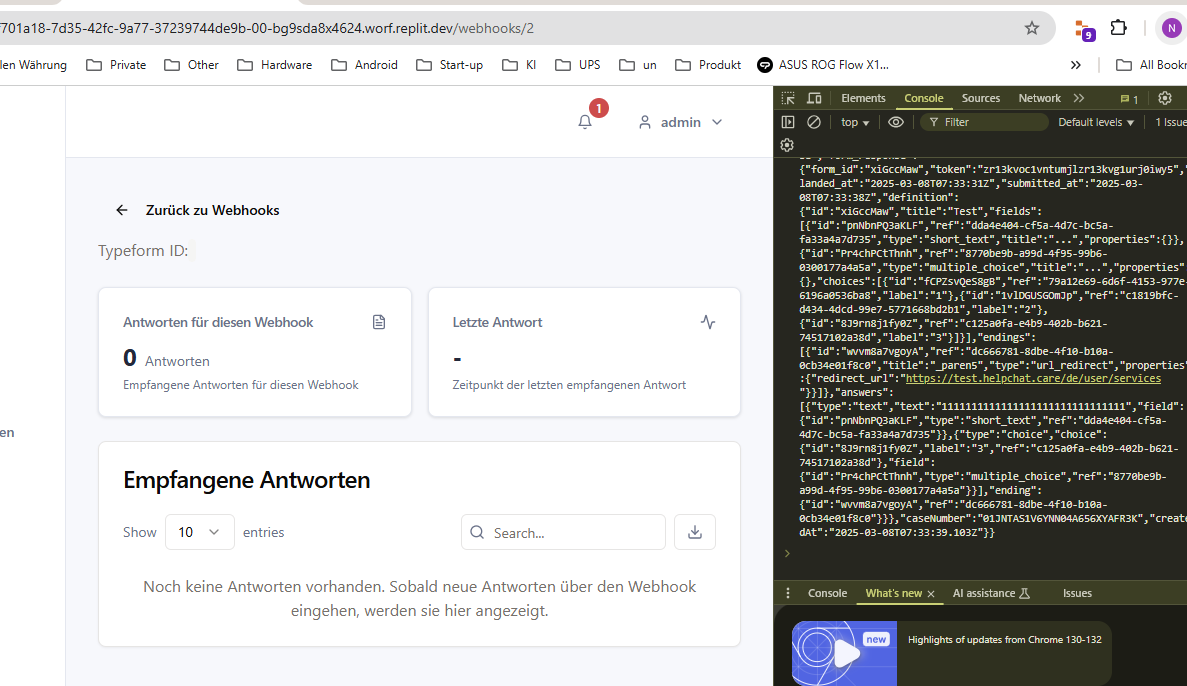 701a18-7d35-42fc-9a77-37239744de9b-00-bg9sda8x4624.worf.replit.dev/webhooks/2
9
N
len Währung Private Other Hardware Android Start-up KI UPS un Produkt ASUS ROG Flow X1... » All Bookr
1
admin
Zurück zu Webhooks
Typeform ID:
Antworten für diesen Webhook
0 Antworten
Empfangene Antworten für diesen Webhook
Letzte Antwort
-
Zeitpunkt der letzten empfangenen Antwort
en
Empfangene Antworten
Show 10 entries
Search...
Noch keine Antworten vorhanden. Sobald neue Antworten über den Webhook
eingehen, werden sie hier angezeigt.
Elements Console Sources Network » 1
top Filter Default levels 1 Issue
{"form_id":"xiGccMaw","token":"zr13kvoc1vntumjlzr13kvg1urj0iwy5","
landed_at":"2025-03-08T07:33:31Z","submitted_at":"2025-03-
08T07:33:38Z","definition":
{"id":"xiGccMaw","title":"Test","fields":
[{"id":"pnNbnPQ3aKLF","ref":"dda4e404-cf5a-4d7c-bc5a-
fa33a4a7d735","type":"short_text","title":"...","properties":{}},
{"id":"Pr4chPCtThnh","ref":"8770be9b-a99d-4f95-99b6-
0300177a4a5a","type":"multiple_choice","title":"...","properties"
{},"choices":[{"id":"fCPZsvQeS8gB","ref":"79a12e69-6d6f-4153-977e-
6196a0536ba8","label":"1"},{"id":"1vlDGUSGOmJp","ref":"c1819bfc-
d434-4dcd-99e7-5771668bd2b1","label":"2"},
{"id":"8J9rn8j1fy0Z","ref":"c125a0fa-e4b9-402b-b621-
74517102a38d","label":"3"}]}],"endings":
[{"id":"wvvm8a7vgoyA","ref":"dc666781-8dbe-4f10-b10a-
0cb34e01f8c0","title":"_paren5","type":"url_redirect","properties"
:{"redirect_url":"https://test.helpchat.care/de/user/services
"}}]},"answers":
[{"type":"text","text":"1111111111111111111111111111","field":
{"id":"pnNbnPQ3aKLF","type":"short_text","ref":"dda4e404-cf5a-
4d7c-bc5a-fa33a4a7d735"}},{"type":"choice","choice":
{"id":"8J9rn8j1fy0Z","label":"3","ref":"c125a0fa-e4b9-402b-b621-
74517102a38d"},"field":
{"id":"Pr4chPCtThnh","type":"multiple_choice","ref":"8770be9b-
a99d-4f95-99b6-0300177a4a5a"}}],"ending":
{"id":"wvvm8a7vgoyA","ref":"dc666781-8dbe-4f10-b10a-
0cb34e01f8c0"}}},"caseNumber":"01JNTAS1V6YNN04A656XYAFR3K","create
dAt":"2025-03-08T07:33:39.103Z"}}
Console What's new × AI assistance Issues
new
Highlights of updates from Chrome 130-132